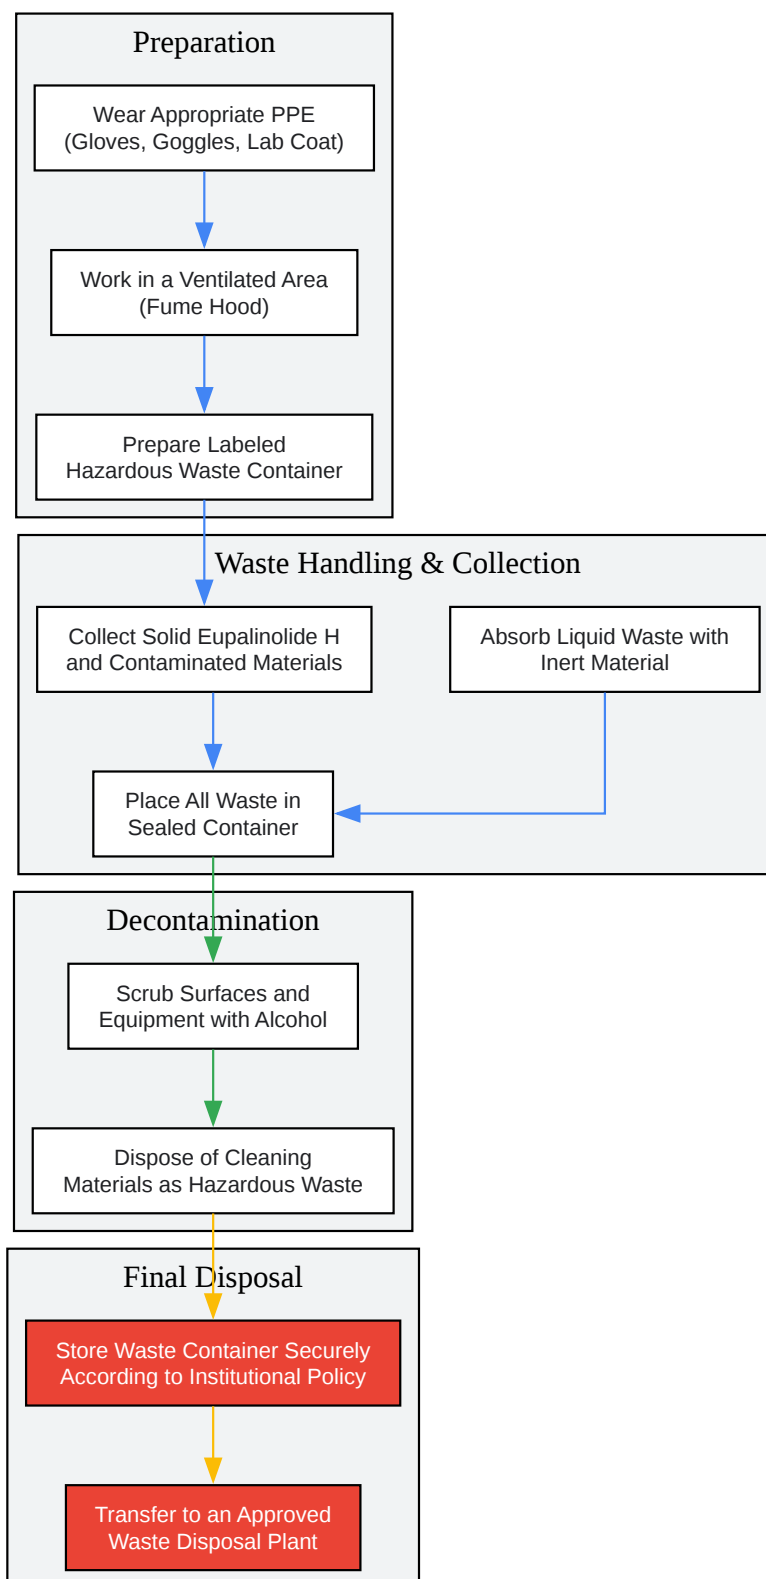 Preparation
Wear Appropriate PPE
(Gloves, Goggles, Lab Coat)
Work in a Ventilated Area
(Fume Hood)
Prepare Labeled
Hazardous Waste Container
Waste Handling & Collection
Collect Solid Eupalinolide H
and Contaminated Materials
Absorb Liquid Waste with
Inert Material
Place All Waste in
Sealed Container
Decontamination
Scrub Surfaces and
Equipment with Alcohol
Dispose of Cleaning
Materials as Hazardous Waste
Final Disposal
Store Waste Container Securely
According to Institutional Policy
Transfer to an Approved
Waste Disposal Plant